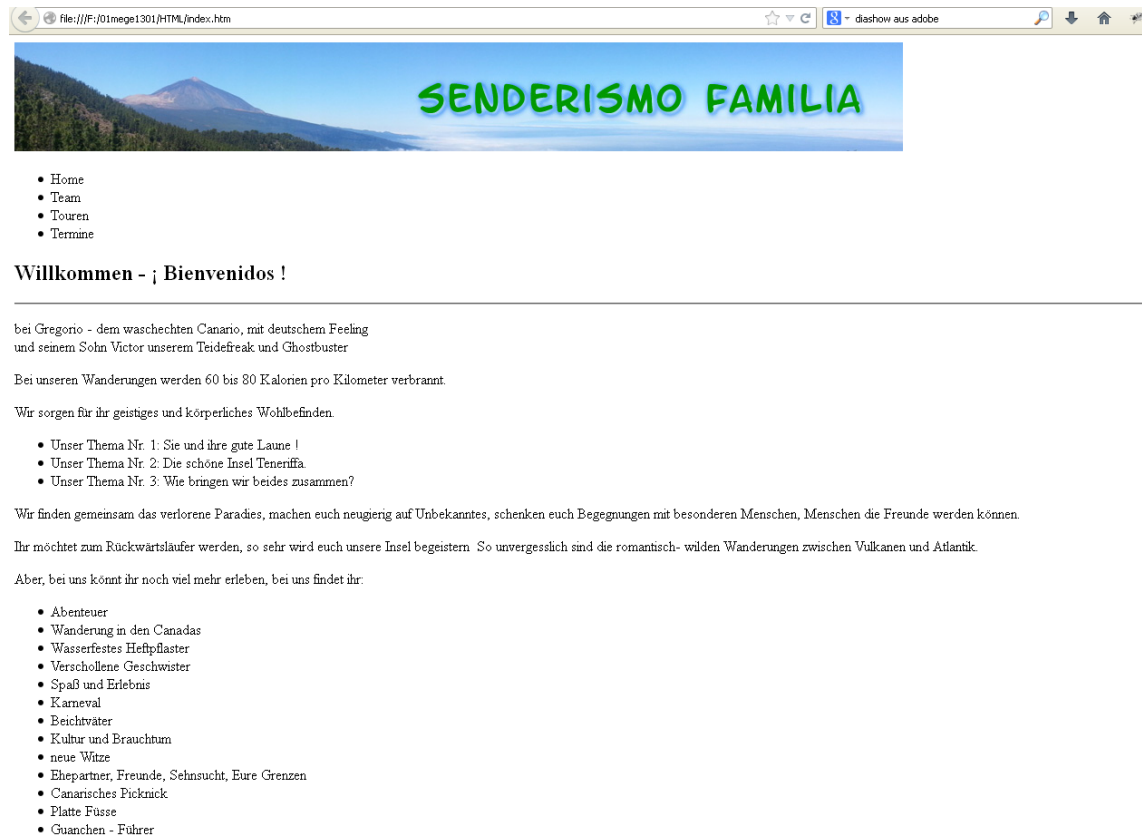 file:///F:/01mege1301/HTML/index.htm
diashow aus adobe
SENDERISMO FAMILIA
Home
Team
Touren
Termine
Willkommen - ¡ Bienvenidos !
bei Gregorio - dem waschechten Canario, mit deutschem Feeling
und seinem Sohn Victor unserem Teidefreak und Ghostbuster
Bei unseren Wanderungen werden 60 bis 80 Kalorien pro Kilometer verbrannt.
Wir sorgen für ihr geistiges und körperliches Wohlbefinden.
Unser Thema Nr. 1: Sie und ihre gute Laune !
Unser Thema Nr. 2: Die schöne Insel Teneriffa.
Unser Thema Nr. 3: Wie bringen wir beides zusammen?
Wir finden gemeinsam das verlorene Paradies, machen euch neugierig auf Unbekanntes, schenken euch Begegnungen mit besonderen Menschen, Menschen die Freunde werden können.
Ihr möchtet zum Rückwärtsläufer werden, so sehr wird euch unsere Insel begeistern  So unvergesslich sind die romantisch- wilden Wanderungen zwischen Vulkanen und Atlantik.
Aber, bei uns könnt ihr noch viel mehr erleben, bei uns findet ihr:
Abenteuer
Wanderung in den Canadas
Wasserfestes Heftpflaster
Verschollene Geschwister
Spaß und Erlebnis
Karneval
Beichtväter
Kultur und Brauchtum
neue Witze
Ehepartner, Freunde, Sehnsucht, Eure Grenzen
Canarisches Picknick
Platte Füsse
Guanchen - Führer